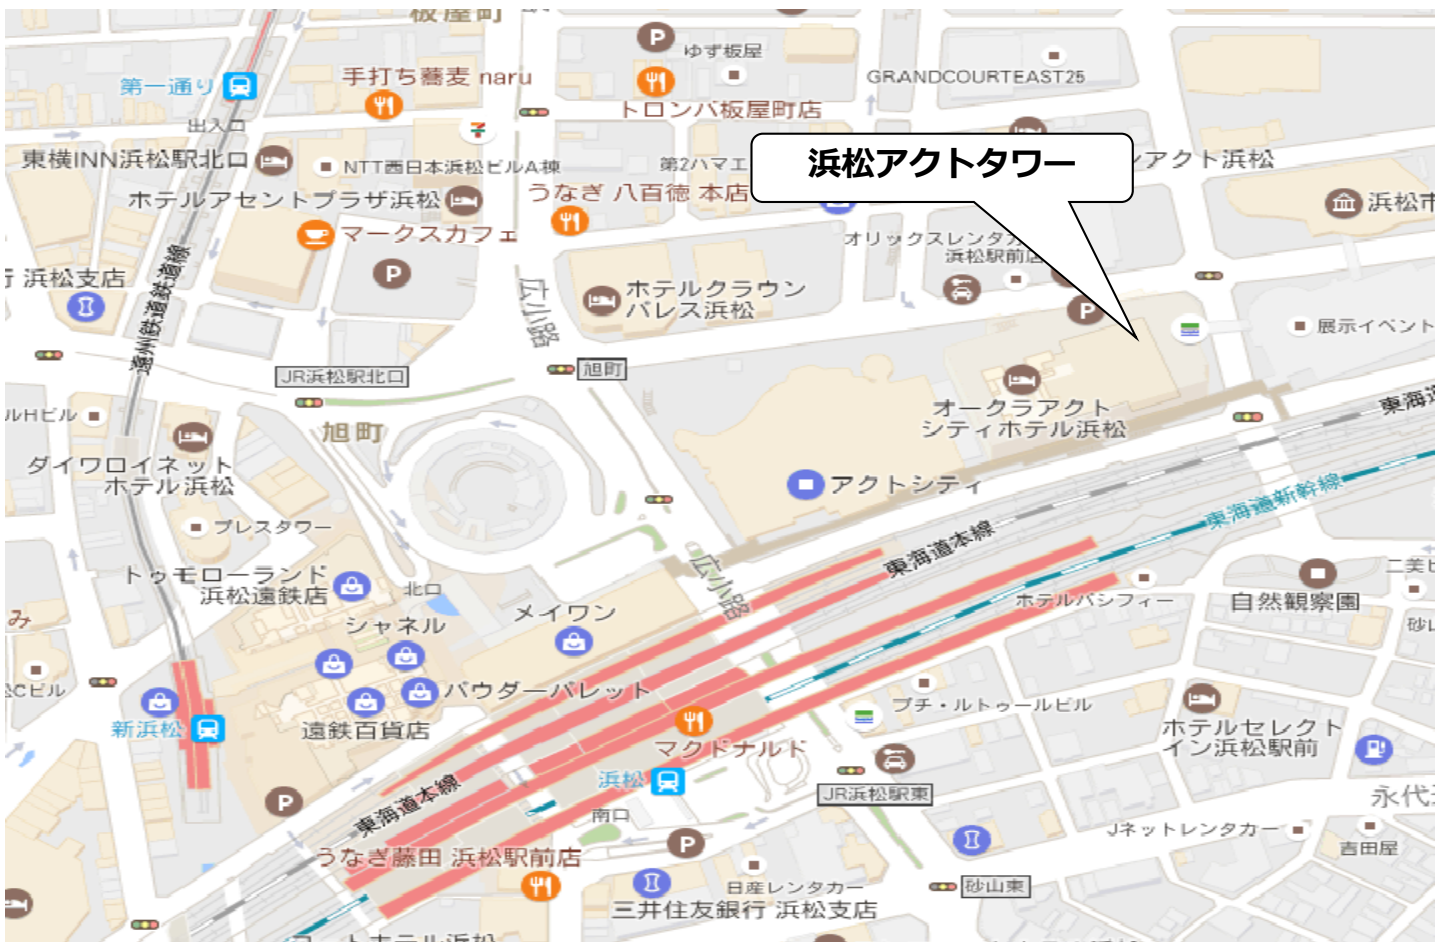 板屋町
ゆず板屋
GRANDCOURTEAST25
第一通り
手打ち蕎麦 naru
トロンバ板屋町店
出入口
東横INN浜松駅北口
NTT西日本浜松ビルA棟
第2ハマエ
浜松アクトタワー
ンアクト浜松
ホテルアセントプラザ浜松
うなぎ 八百徳 本店
浜松市
マークスカフェ
オリックスレンタカ
浜松駅前店
行 浜松支店
遠州鉄道鉄道線
広小路
ホテルクラウン
パレス浜松
展示イベント
JR浜松駅北口
旭町
オークラアクト
シティホテル浜松
東海道
ルHビル
旭町
ダイワロイネット
ホテル浜松
アクトシティ
東海道新幹線
プレスタワー
東海道本線
広小路
トゥモローランド
浜松遠鉄店
北口
メイワン
ホテルパシフィー
自然観察園
二美ビ
み
シャネル
砂山
Cビル
パウダーパレット
プチ・ルトゥールビル
新浜松
遠鉄百貨店
マクドナルド
ホテルセレクト
イン浜松駅前
浜松
JR浜松駅東
永代
東海道本線
南口
Jネットレンタカー
吉田屋
うなぎ藤田 浜松駅前店
日産レンタカー
砂山東
三井住友銀行 浜松支店
コートホテル浜松